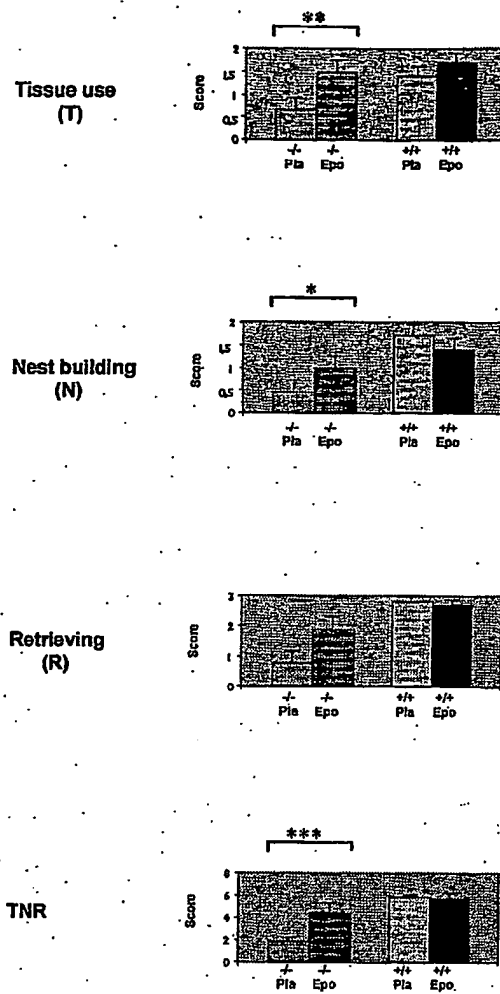 **
Tissue use
(T)
Score
2
1.5
1
0.5
0
-/- -/- +/+ +/+
Pla Epo Pla Epo
*
Nest building
(N)
Score
2
1.5
1
0.5
0
-/- -/- +/+ +/+
Pla Epo Pla Epo
Retrieving
(R)
Score
3
2
1
0
-/- -/- +/+ +/+
Pla Epo Pla Epo
***
TNR
Score
8
6
4
2
0
-/- -/- +/+ +/+
Pla Epo Pla Epo